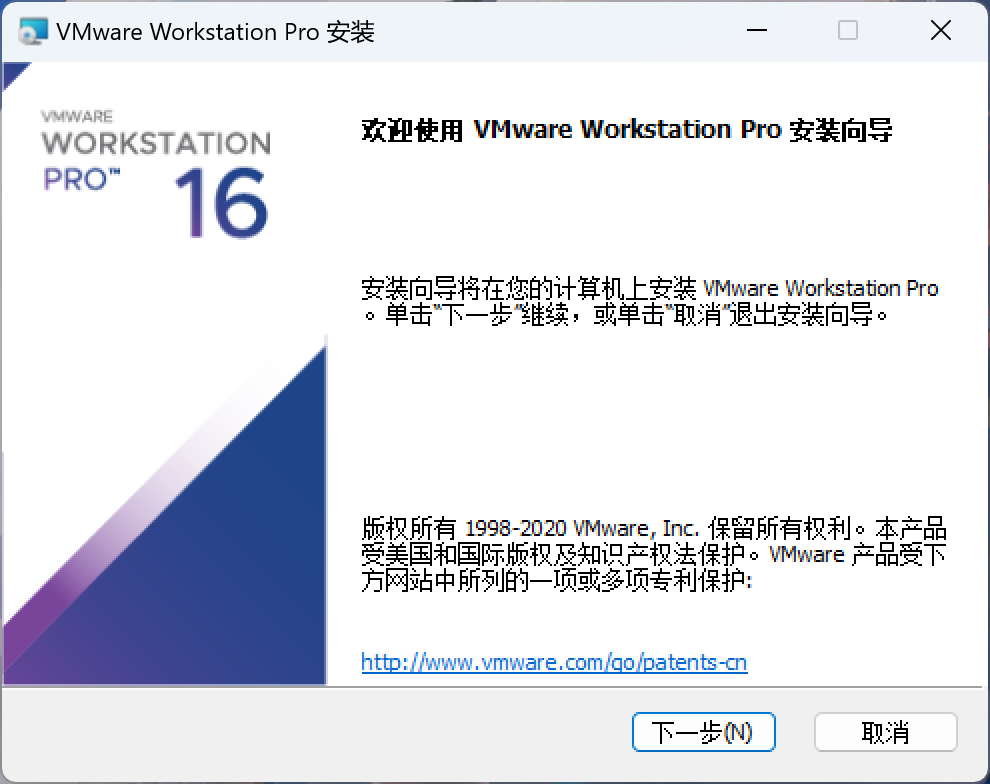 VMware Workstation Pro 安装
VMWARE
WORKSTATION
PRO™
16
欢迎使用 VMware Workstation Pro 安装向导
安装向导将在您的计算机上安装 VMware Workstation Pro
。单击"下一步"继续，或单击"取消"退出安装向导。
版权所有 1998-2020 VMware, Inc. 保留所有权利。本产品
受美国和国际版权及知识产权法保护。VMware 产品受下
方网站中所列的一项或多项专利保护:
http://www.vmware.com/go/patents-cn
下一步(N)
取消